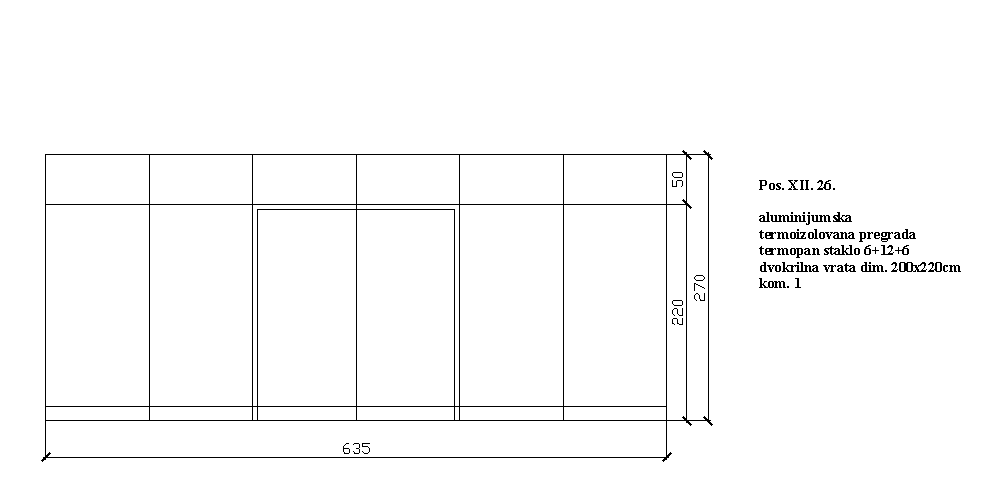 50
Pos. XII. 26.
aluminijumska
termoizolovana pregrada
termopan staklo 6+12+6
dvokrilna vrata dim. 200x220cm
kom. 1
270
220
635